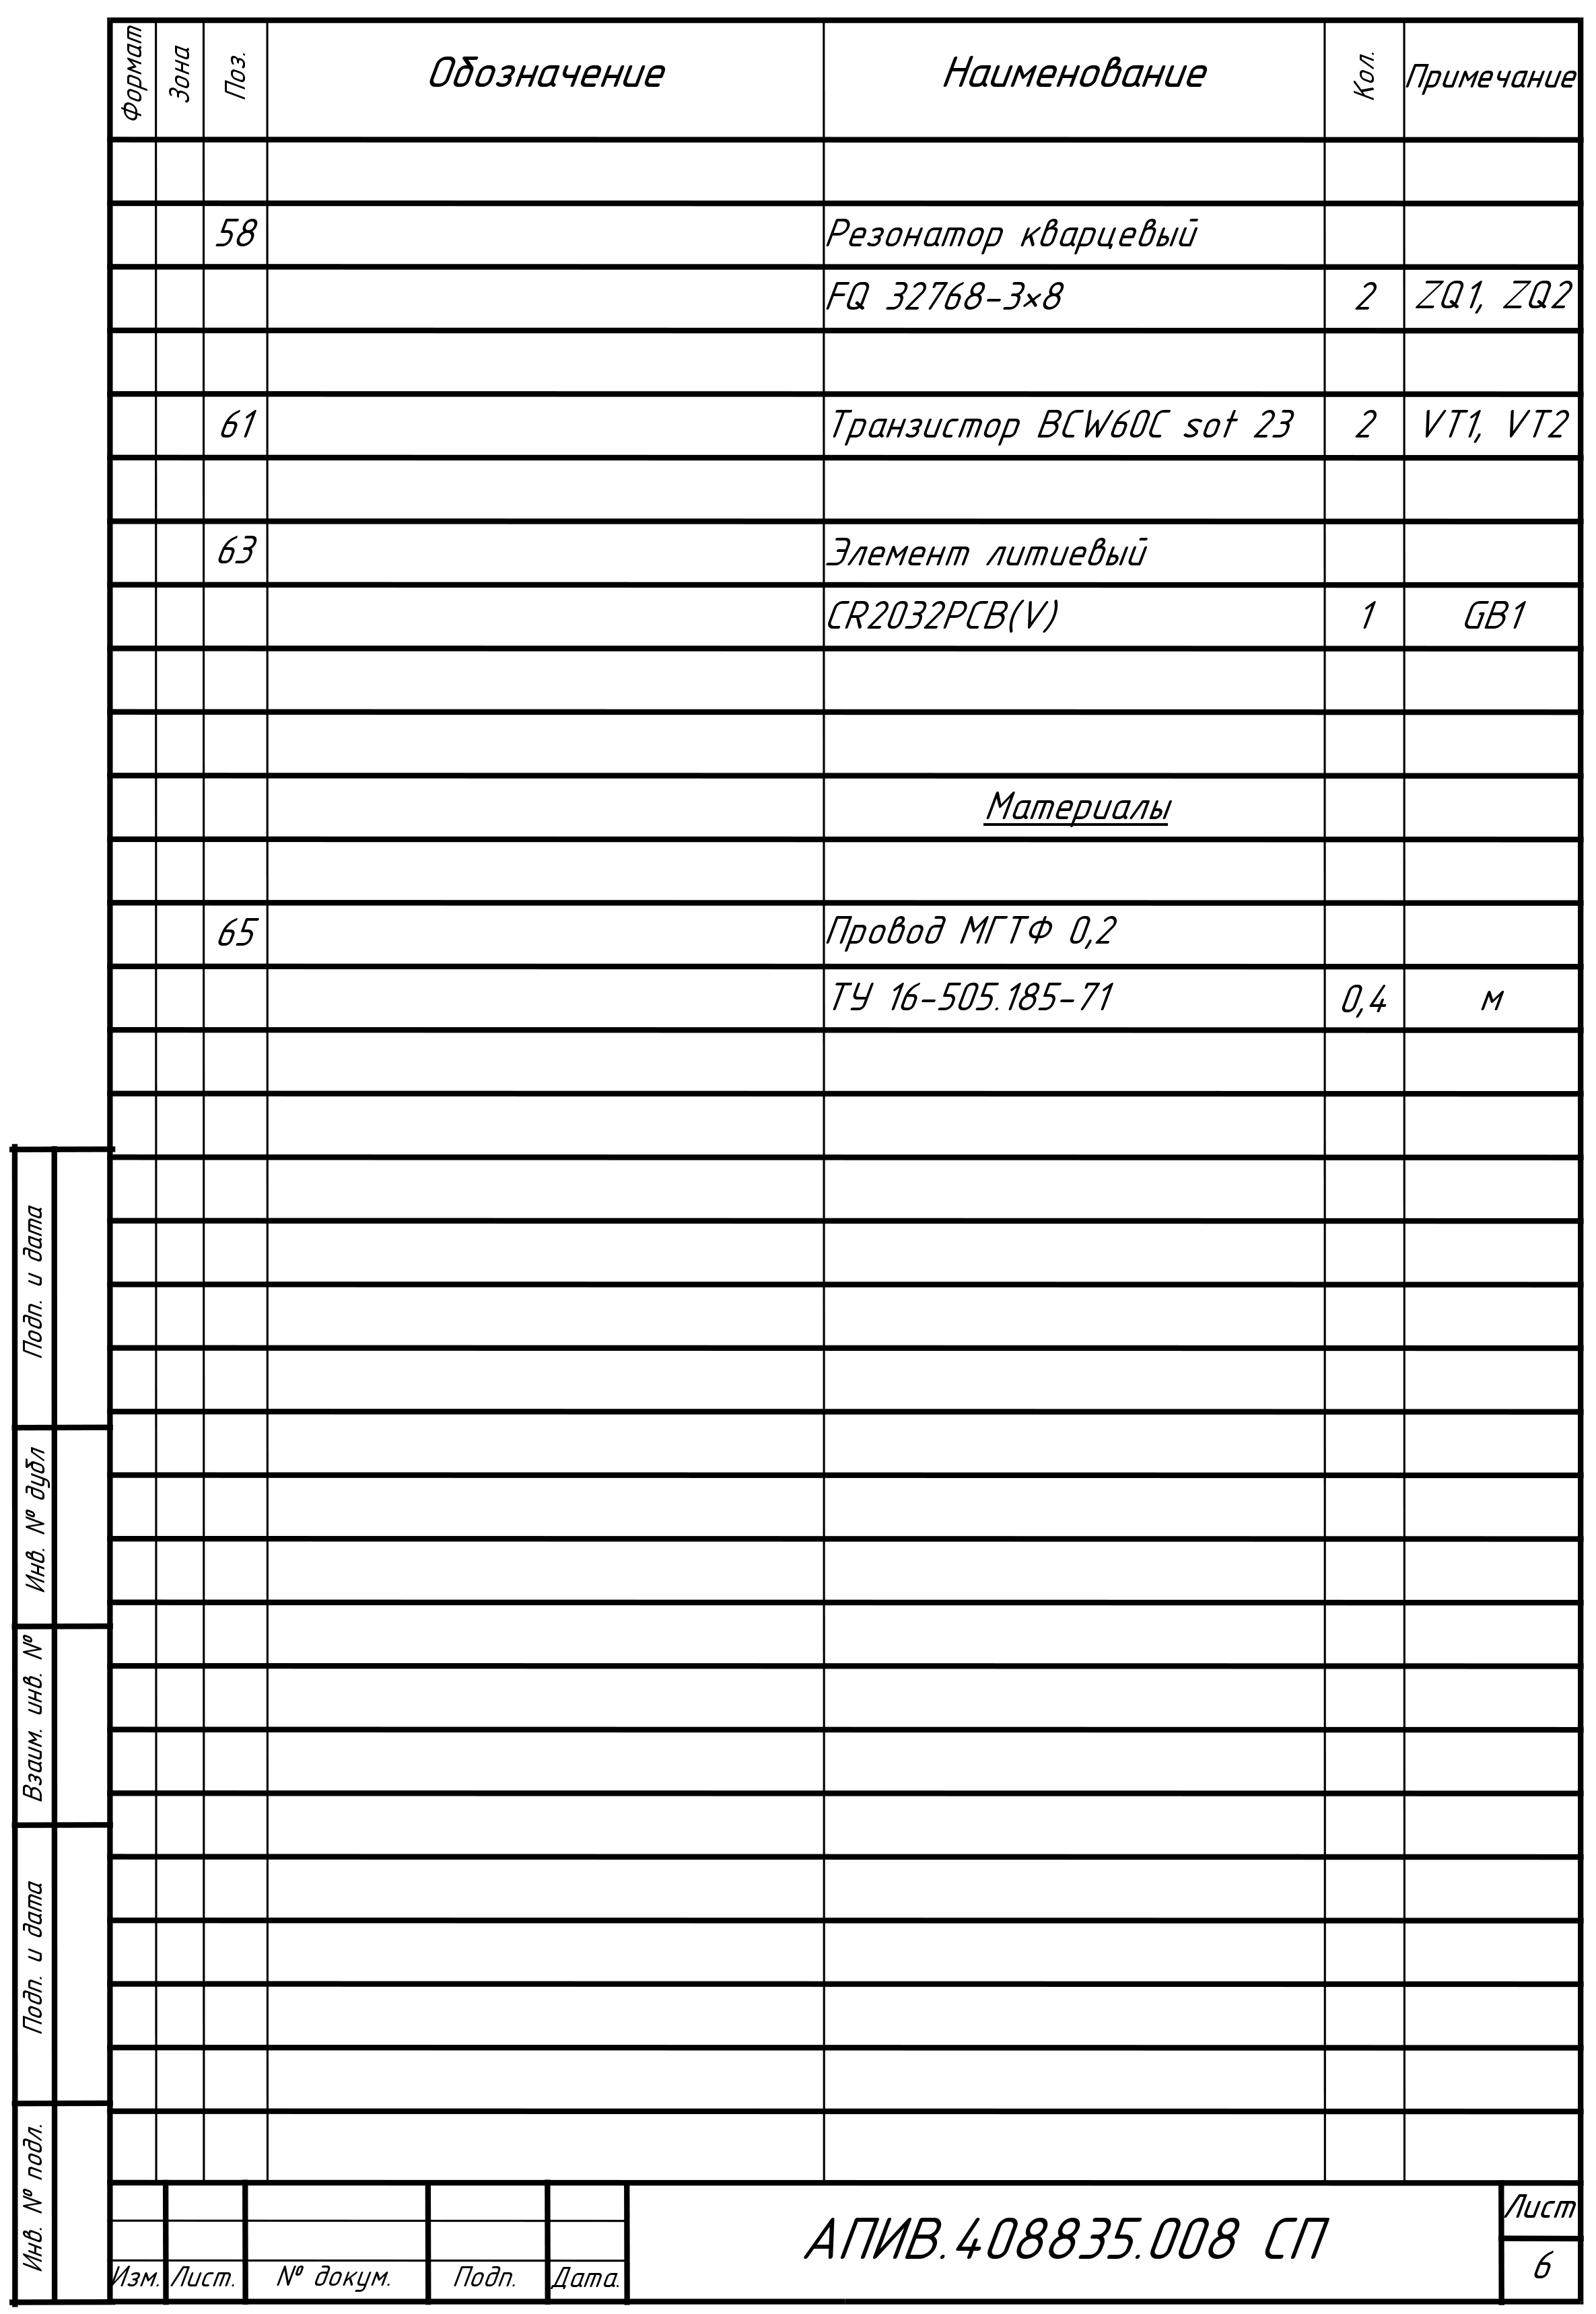 Формат Зона Поз. Обозначение Наименование Кол. Примечание
58 Резонатор кварцевый
FQ 32768-3×8 2 ZQ1, ZQ2
61 Транзистор BCW60C sot 23 2 VT1, VT2
63 Элемент литиевый
CR2032PCB(V) 1 GB1
Материалы
65 Провод МГТФ 0,2
ТУ 16-505.185-71 0,4 м
Подп. и дата
Инв. № дубл
Взаим. инв. №
Подп. и дата
Инв. № подл.
Изм. Лист. № докум. Подп. Дата.
АПИВ.408835.008 СП
Лист
6